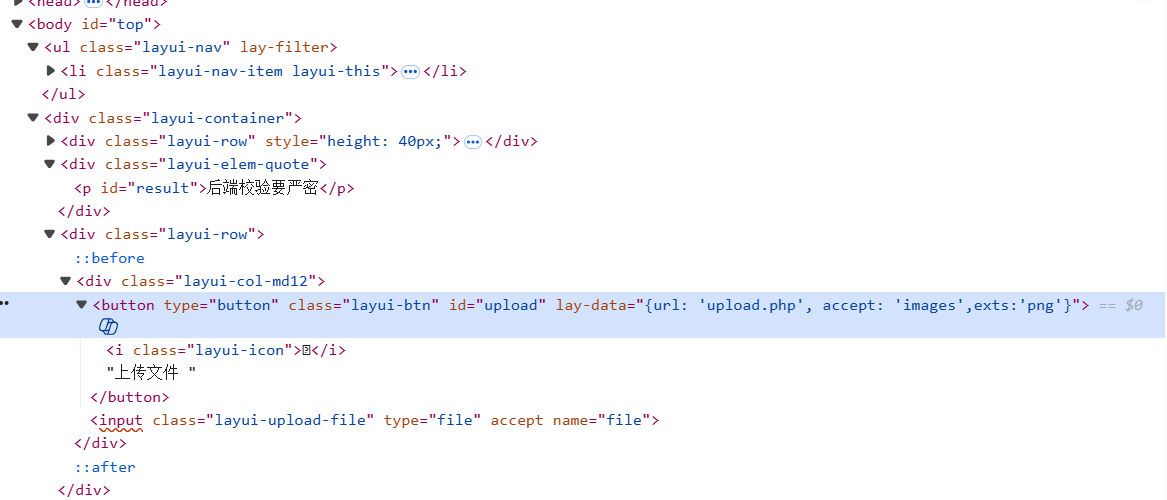 <head>…</head>
<body id="top">
<ul class="layui-nav" lay-filter>
<li class="layui-nav-item layui-this">…</li>
</ul>
<div class="layui-container">
<div class="layui-row" style="height: 40px;">…</div>
<div class="layui-elem-quote">
<p id="result">后端校验要严密</p>
</div>
<div class="layui-row">
::before
<div class="layui-col-md12">
<button type="button" class="layui-btn" id="upload" lay-data="{url: 'upload.php', accept: 'images',exts:'png'}"> == $0
<i class="layui-icon"></i>
"上传文件 "
</button>
<input class="layui-upload-file" type="file" accept name="file">
</div>
::after
</div>